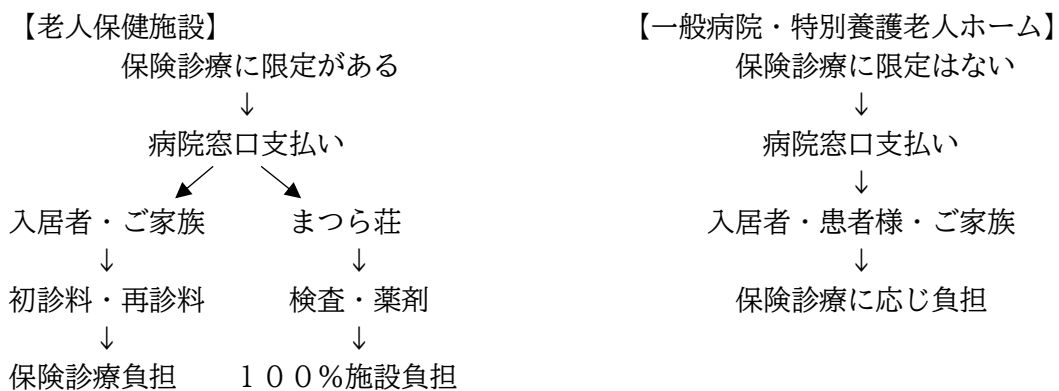 【老人保健施設】 【一般病院・特別養護老人ホーム】
保険診療に限定がある 保険診療に限定はない
↓ ↓
病院窓口支払い 病院窓口支払い
↓
入居者・ご家族 まつら荘 入居者・患者様・ご家族
↓ ↓ ↓
初診料・再診料 検査・薬剤 保険診療に応じ負担
↓ ↓
保険診療負担 １００％施設負担